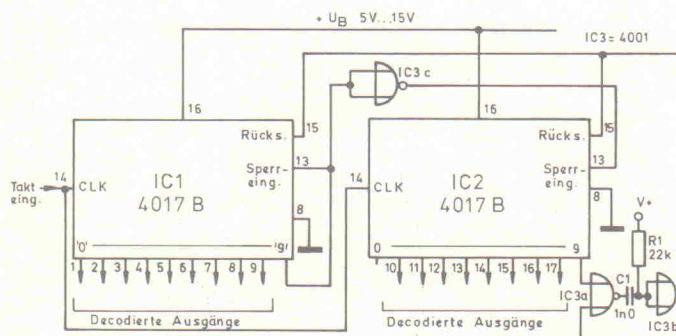 + UB 5V...15V
IC3 = 4001
IC3c
16
16
Rücks.
15
Rücks.
15
13
13
14
Takt
eing.
CLK
IC1
4017 B
Sperr-
eing.
8
14
CLK
IC2
4017 B
Sperr-
eing.
8
V+
'0'
'9'
0
9
R1
22k
1 2 3 4 5 6 7 8 9
10 11 12 13 14 15 16 17
C1
1n0
IC3a
IC3b
Decodierte Ausgänge
Decodierte Ausgänge